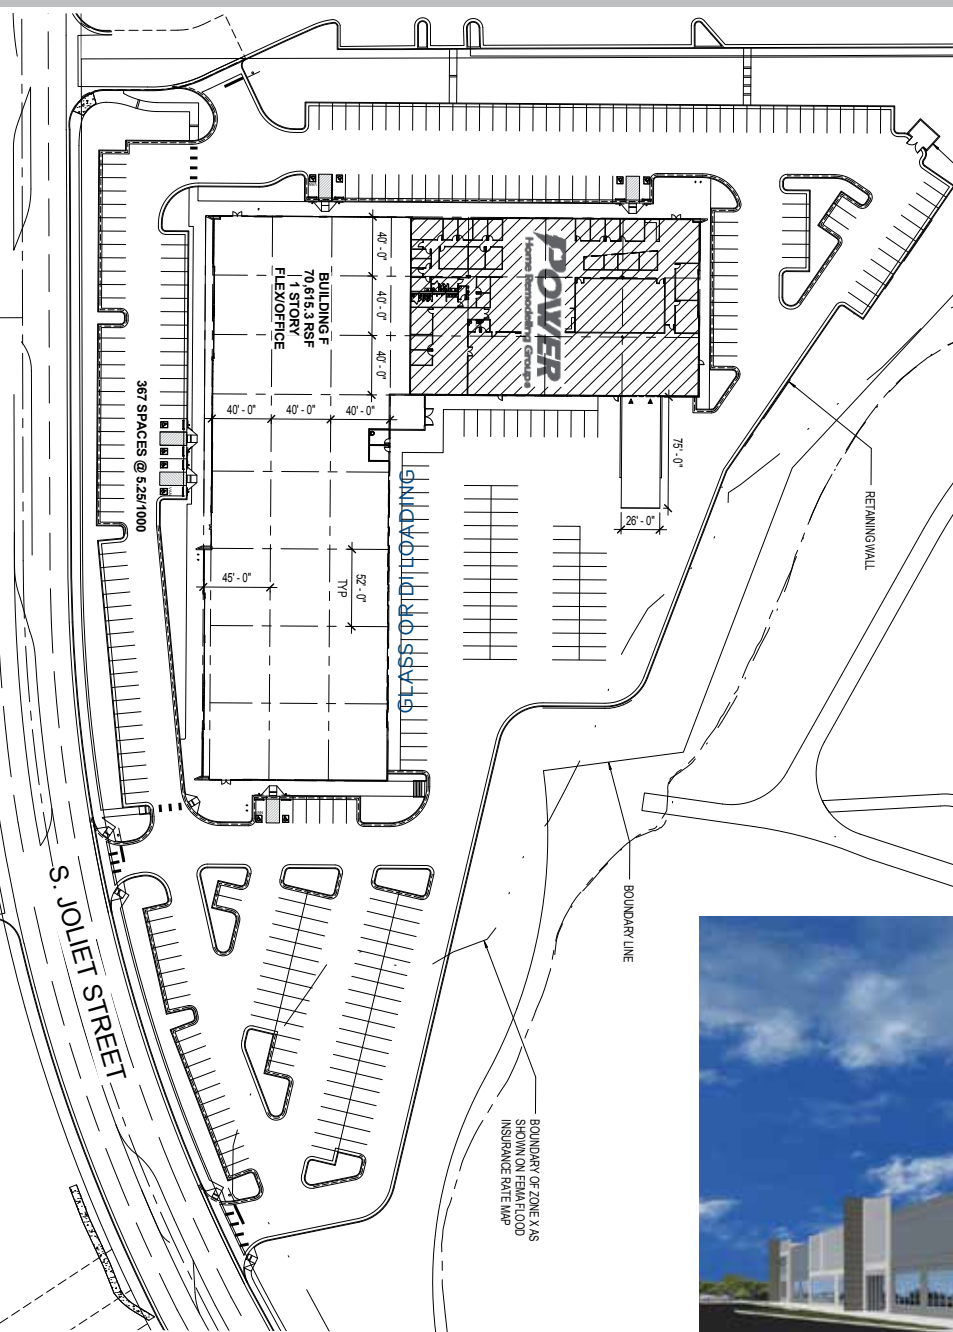 POWER
Home Remodeling Groups
BUILDING F
70,615.3 RSF
1 STORY
FLEX/OFFICE
40' - 0"
40' - 0"
40' - 0"
40' - 0"
40' - 0"
40' - 0"
75' - 0"
26' - 0"
RETAINING WALL
367 SPACES @ 5.25/1000
GLASS OR DI LOADING
45' - 0"
52' - 0"
TYP
S. JOLIET STREET
BOUNDARY LINE
BOUNDARY OF ZONE X AS
SHOWN ON FEMA FLOOD
INSURANCE RATE MAP